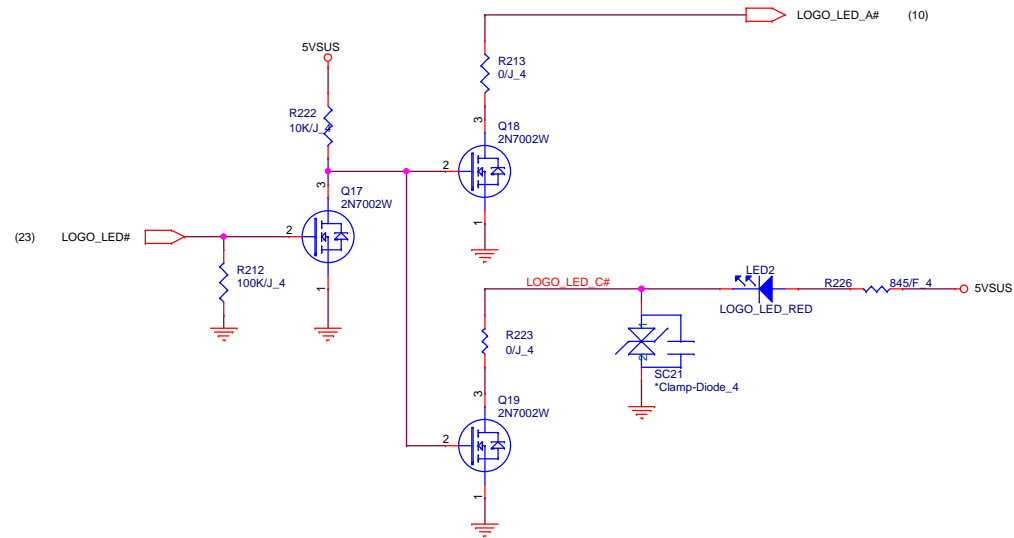 LOGO_LED_A# (10)
5VSUS
R213
0/J_4
R222
10K/J_4
3
Q18
2N7002W
2
3
Q17
2N7002W
1
(23) LOGO_LED#
2
R212
100K/J_4
1
LOGO_LED_C#
LED2
LOGO_LED_RED
R226
845/F_4
5VSUS
R223
0/J_4
1
2
SC21
*Clamp-Diode_4
3
Q19
2N7002W
2
1